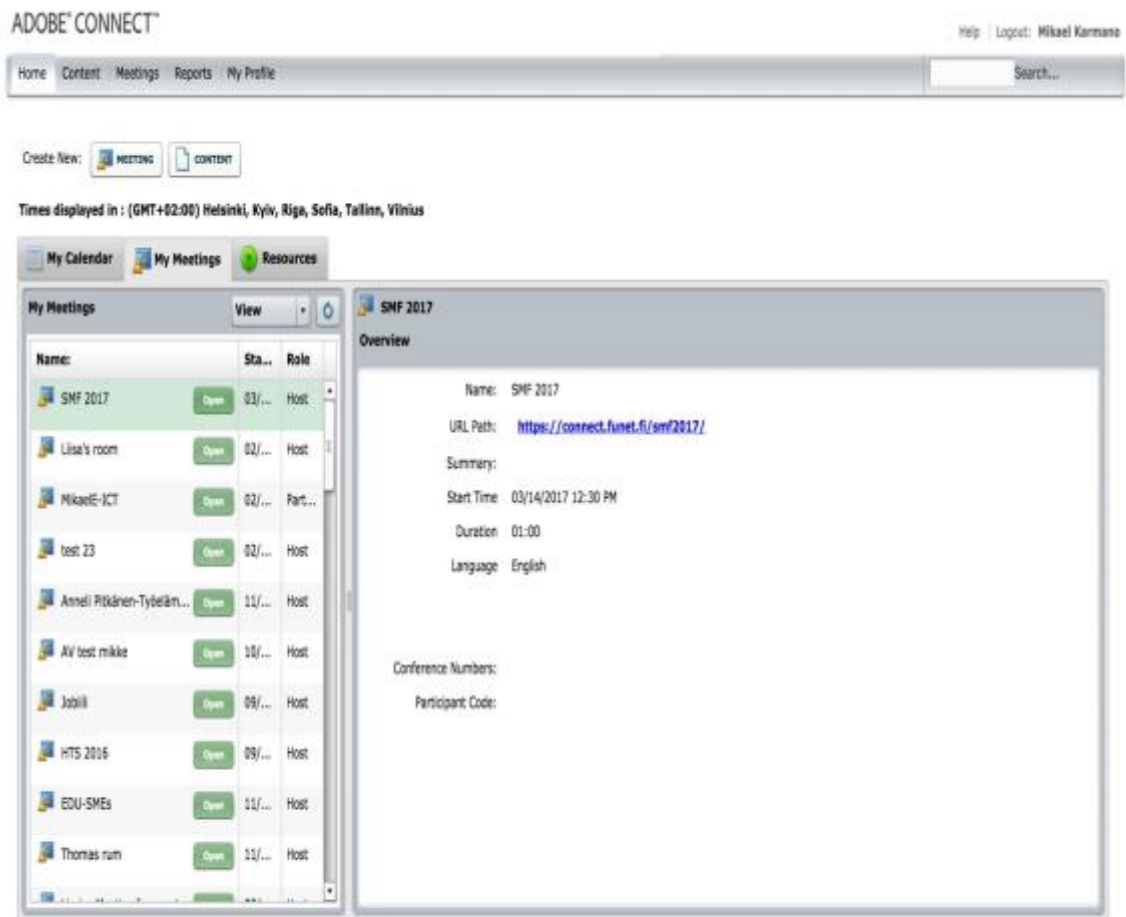 ADOBE® CONNECT™
Help Logout: Mikael Karmano
Home Content Meetings Reports My Profile Search...
Create New: MEETING CONTENT
Times displayed in : (GMT+02:00) Helsinki, Kyiv, Riga, Sofia, Tallinn, Vilnius
My Calendar My Meetings Resources
My Meetings View
Name: Sta... Role
SMF 2017 Open 03/... Host
Liisa's room Open 02/... Host
MikaelE-ICT Open 02/... Part...
test 23 Open 02/... Host
Anneli Pitkänen-Työeläm... Open 11/... Host
AV test mikke Open 10/... Host
Jobiili Open 09/... Host
HTS 2016 Open 09/... Host
EDU-SMEs Open 11/... Host
Thomas rum Open 11/... Host
SMF 2017
Overview
Name: SMF 2017
URL Path: https://connect.funet.fi/smf2017/
Summary:
Start Time 03/14/2017 12:30 PM
Duration 01:00
Language English
Conference Numbers:
Participant Code: